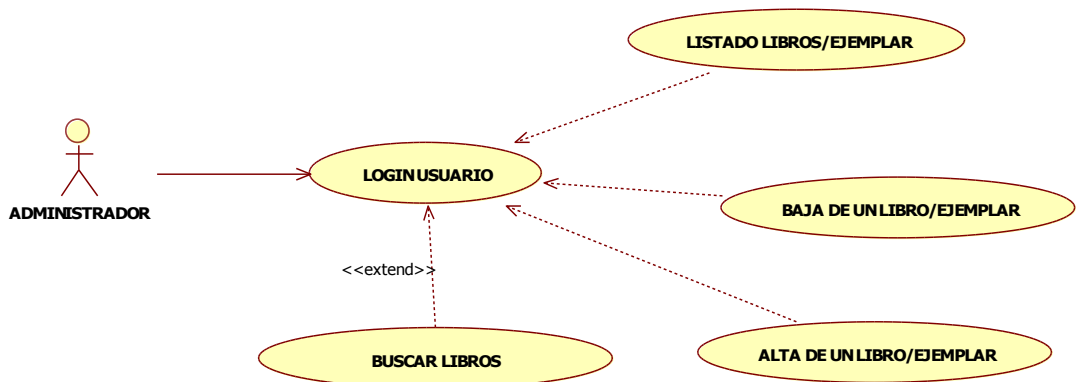 LISTADO LIBROS/EJEMPLAR
LOGIN USUARIO
ADMINISTRADOR
BAJA DE UN LIBRO/EJEMPLAR
<<extend>>
BUSCAR LIBROS
ALTA DE UN LIBRO/EJEMPLAR